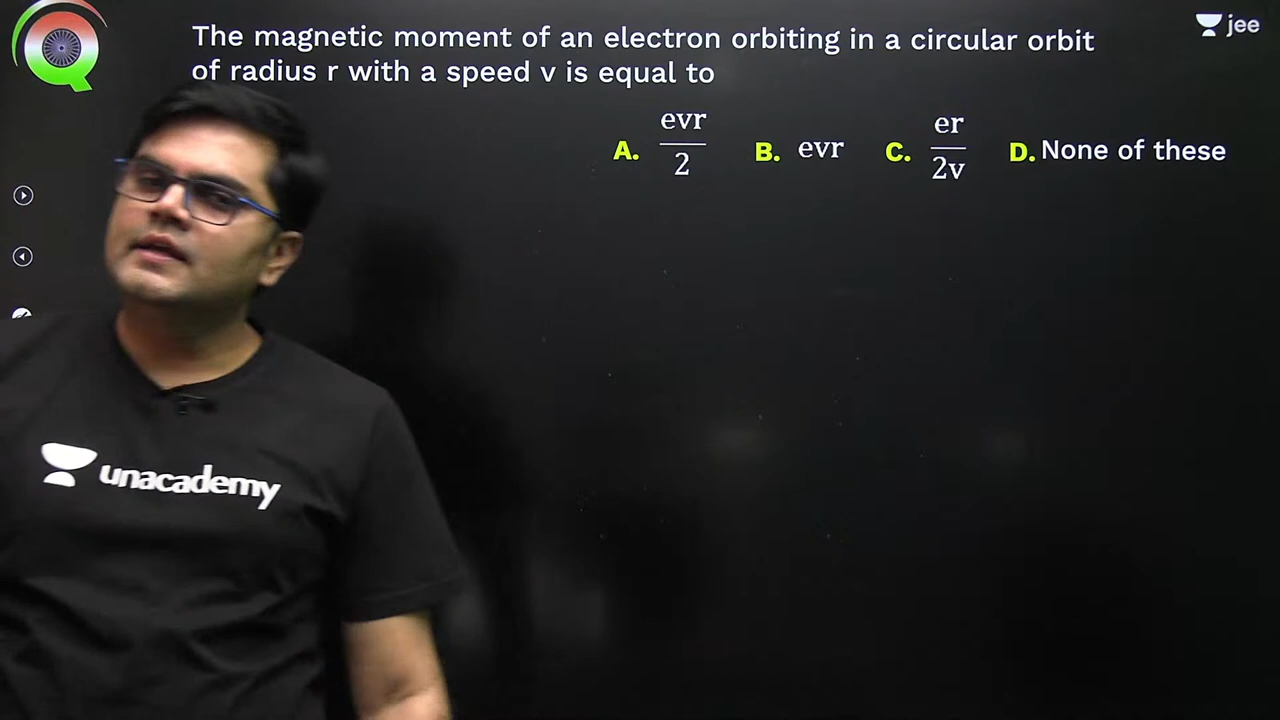 The magnetic moment of an electron orbiting in a circular orbit
of radius r with a speed v is equal to
A. evr/2 B. evr C. er/2v D. None of these
jee
unacademy